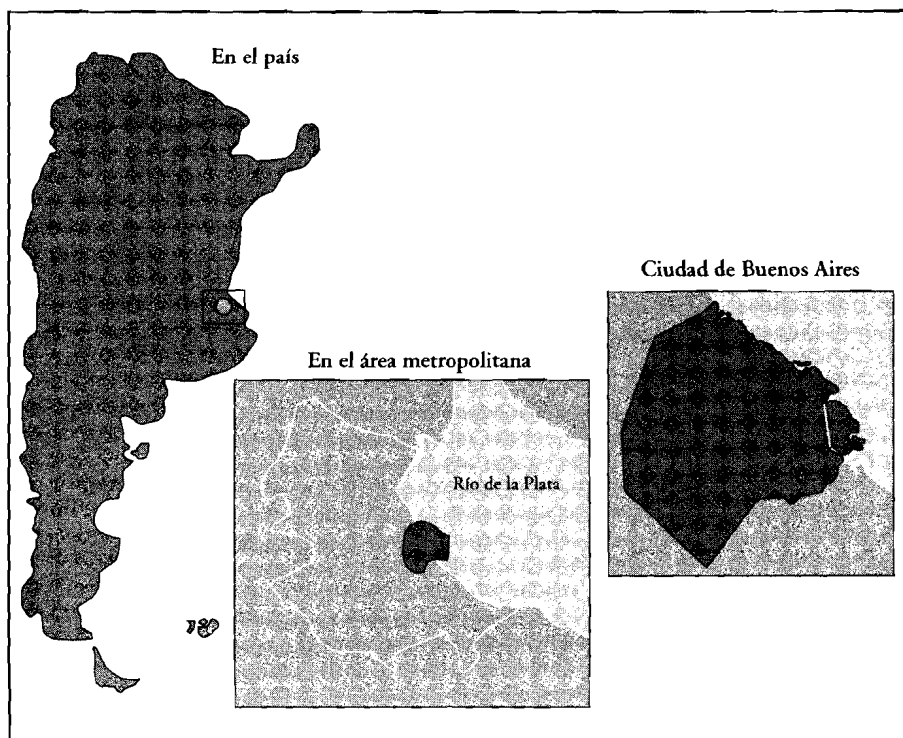 En el país
Ciudad de Buenos Aires
En el área metropolitana
Río de la Plata